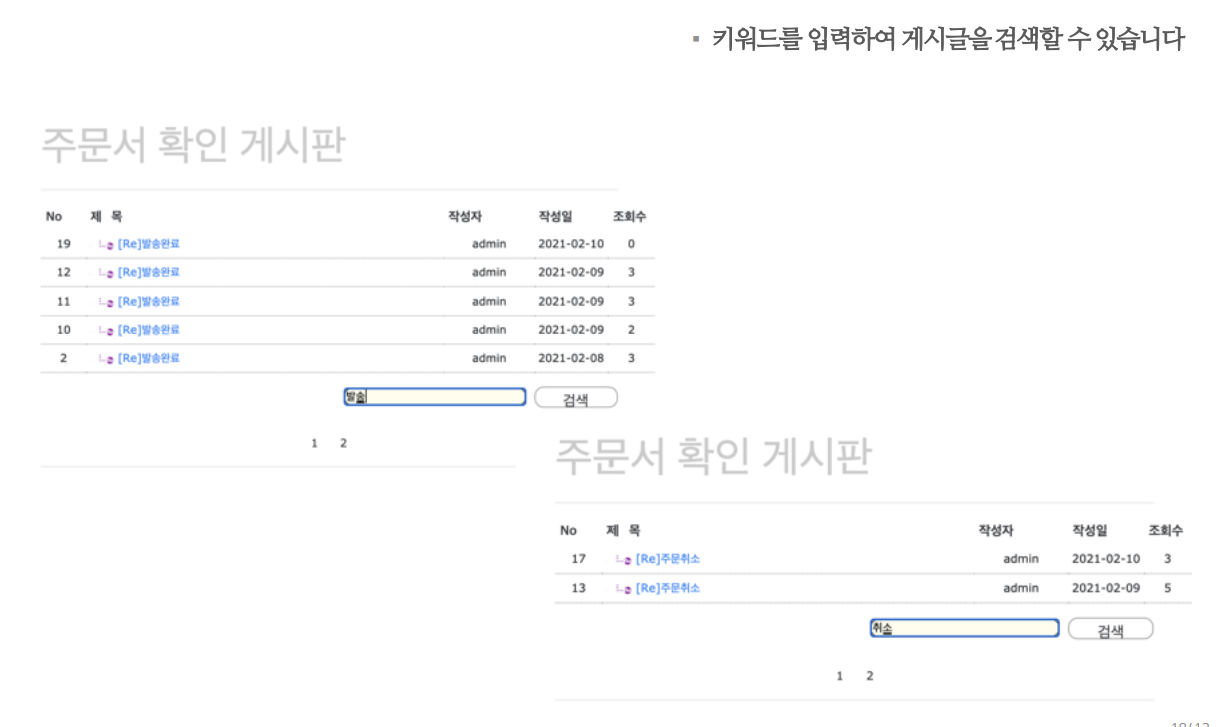 ▪ 키워드를 입력하여 게시글을 검색할 수 있습니다
주문서 확인 게시판
No 제 목 작성자 작성일 조회수
19 [Re]발송완료 admin 2021-02-10 0
12 [Re]발송완료 admin 2021-02-09 3
11 [Re]발송완료 admin 2021-02-09 3
10 [Re]발송완료 admin 2021-02-09 2
2 [Re]발송완료 admin 2021-02-08 3
발송 검색
1 2
주문서 확인 게시판
No 제 목 작성자 작성일 조회수
17 [Re]주문취소 admin 2021-02-10 3
13 [Re]주문취소 admin 2021-02-09 5
취소 검색
1 2